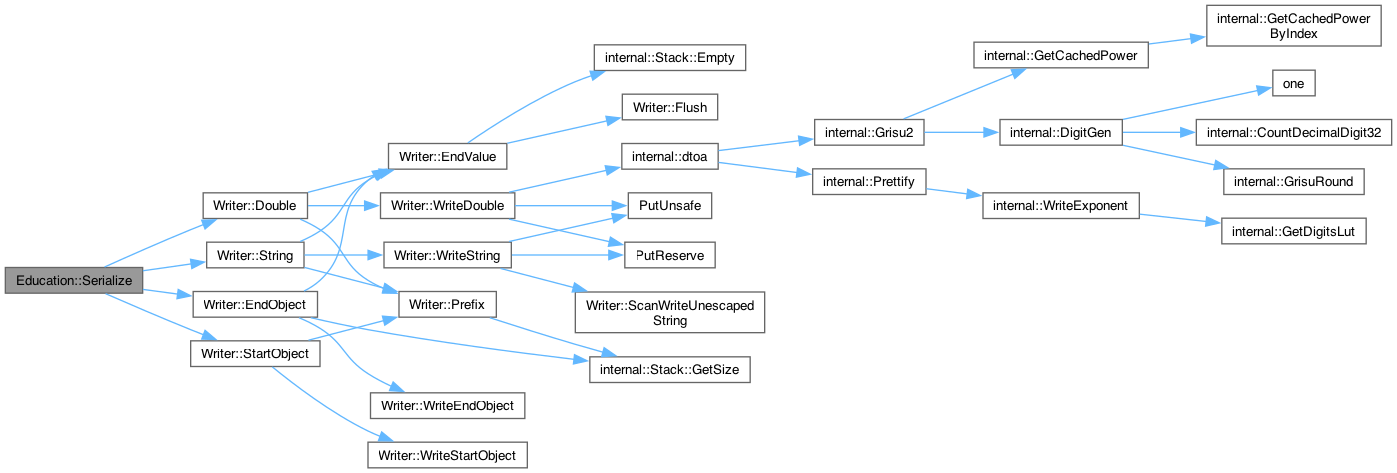 Education::Serialize
Writer::Double
Writer::String
Writer::EndObject
Writer::StartObject
Writer::EndValue
Writer::WriteDouble
Writer::WriteString
Writer::Prefix
Writer::WriteEndObject
Writer::WriteStartObject
internal::Stack::Empty
Writer::Flush
internal::dtoa
PutUnsafe
PutReserve
Writer::ScanWriteUnescaped
String
internal::Stack::GetSize
internal::Grisu2
internal::Prettify
internal::GetCachedPower
internal::DigitGen
internal::WriteExponent
internal::GetCachedPower
ByIndex
one
internal::CountDecimalDigit32
internal::GrisuRound
internal::GetDigitsLut